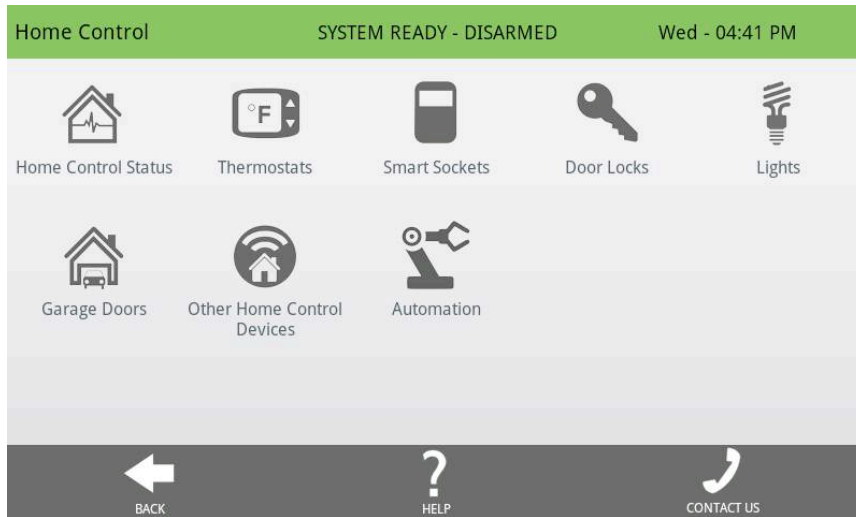 Home Control
SYSTEM READY - DISARMED
Wed - 04:41 PM
Home Control Status
Thermostats
Smart Sockets
Door Locks
Lights
°F
Garage Doors
Other Home Control
Devices
Automation
?
BACK
HELP
CONTACT US